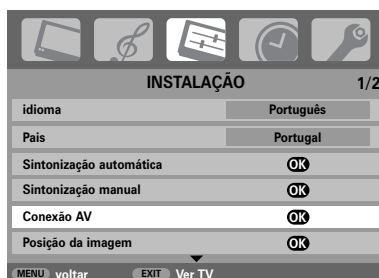 INSTALAÇÃO 1/2
idioma Português
Pais Portugal
Sintonização automática OK
Sintonização manual OK
Conexão AV OK
Posição da imagem OK
MENU voltar EXIT Ver TV